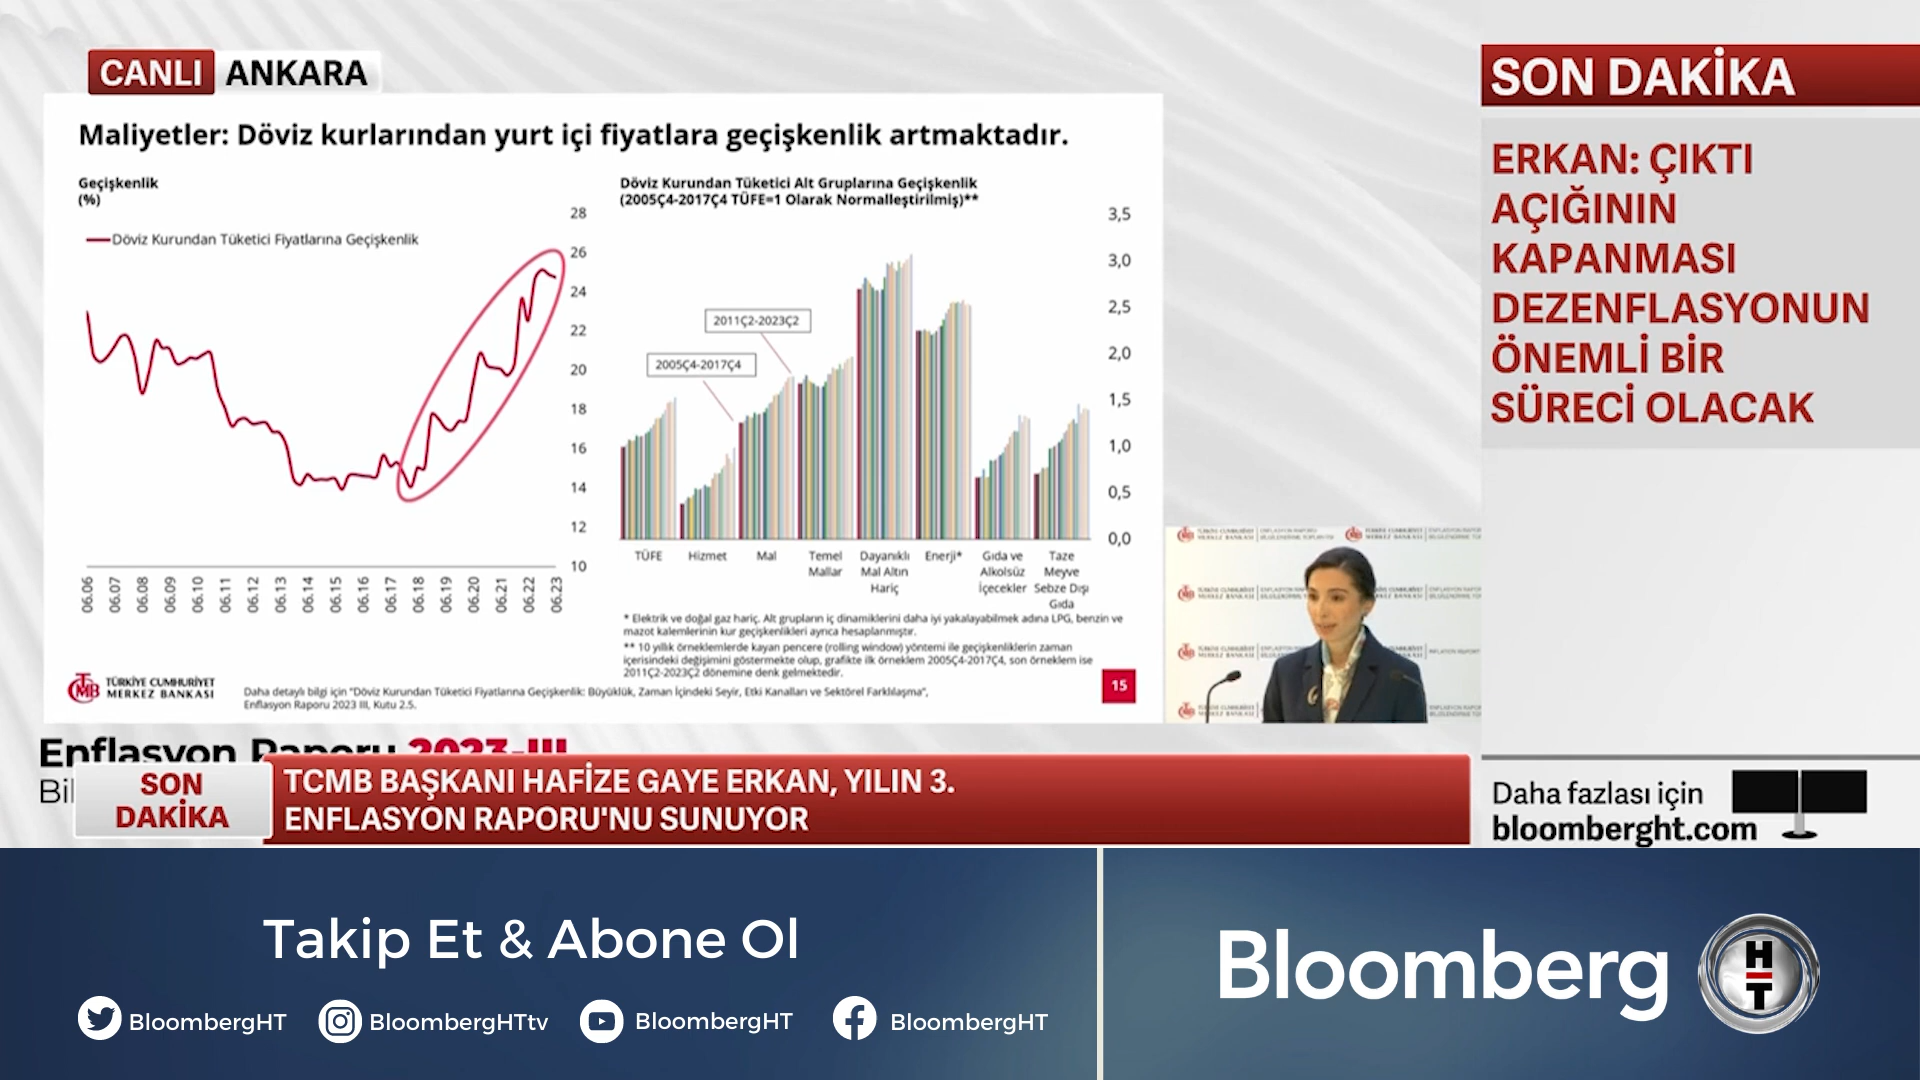 CANLI ANKARA
SON DAKİKA
Maliyetler: Döviz kurlarından yurt içi fiyatlara geçişkenlik artmaktadır.
Geçişkenlik
(%)
Döviz Kurundan Tüketici Fiyatlarına Geçişkenlik
28
26
24
22
20
18
16
14
12
10
06.06
06.07
06.08
06.09
06.10
06.11
06.12
06.13
06.14
06.15
06.16
06.17
06.18
06.19
06.20
06.21
06.22
06.23
Döviz Kurundan Tüketici Alt Gruplarına Geçişkenlik
(2005Ç4-2017Ç4 TÜFE=1 Olarak Normalleştirilmiş)**
3,5
3,0
2,5
2,0
1,5
1,0
0,5
0,0
2011Ç2-2023Ç2
2005Ç4-2017Ç4
TÜFE
Hizmet
Mal
Temel
Mallar
Dayanıklı
Mal Altın
Hariç
Enerji*
Gıda ve
Alkolsüz
İçecekler
Taze
Meyve
Sebze Dışı
Gıda
* Elektrik ve doğal gaz hariç. Alt grupların iç dinamiklerini daha iyi yakalayabilmek adına LPG, benzin ve
mazot kalemlerinin kur geçişkenlikleri ayrıca hesaplanmıştır.
** 10 yıllık örneklemlerde kayan pencere (rolling window) yöntemi ile geçişkenliklerin zaman
içerisindeki değişimini göstermekte olup, grafikte ilk örneklem 2005Ç4-2017Ç4, son örneklem ise
2011Ç2-2023Ç2 dönemine denk gelmektedir.
TÜRKİYE CUMHURİYET
MERKEZ BANKASI
Daha detaylı bilgi için "Döviz Kurundan Tüketici Fiyatlarına Geçişkenlik: Büyüklük, Zaman İçindeki Seyir, Etki Kanalları ve Sektörel Farklılaşma",
Enflasyon Raporu 2023 III, Kutu 2.5.
15
ERKAN: ÇIKTI
AÇIĞININ
KAPANMASI
DEZENFLASYONUN
ÖNEMLİ BİR
SÜRECİ OLACAK
Enflasyon Raporu 2023-III
SON
DAKİKA
TCMB BAŞKANI HAFİZE GAYE ERKAN, YILIN 3.
ENFLASYON RAPORU'NU SUNUYOR
Daha fazlası için
bloomberght.com
Takip Et & Abone Ol
BloombergHT
BloombergHTtv
BloombergHT
BloombergHT
Bloomberg HT